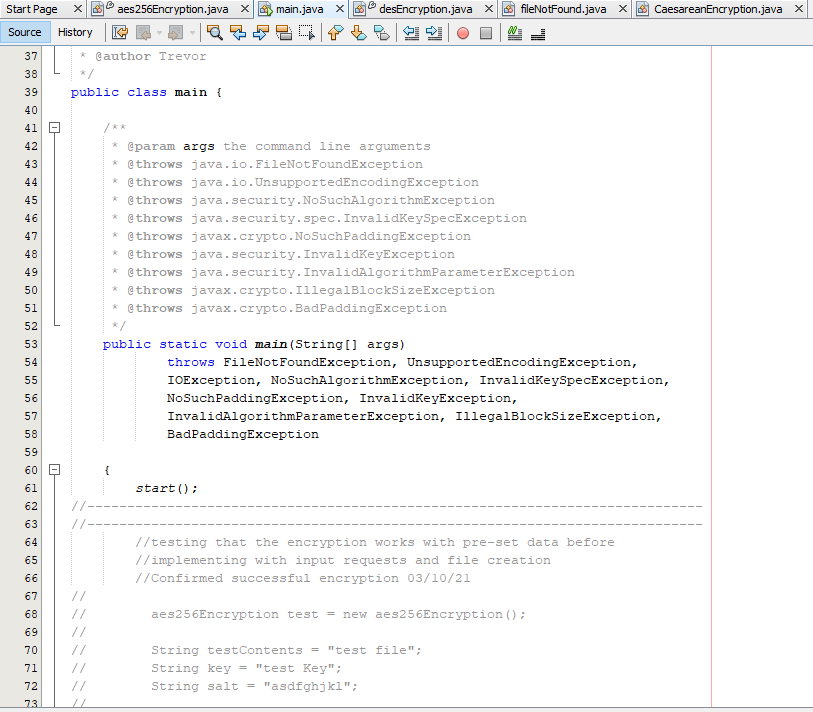 Start Page aes256Encryption.java main.java desEncryption.java fileNotFound.java CaesareanEncryption.java
Source History
37 * @author Trevor
38 */
39 public class main {
40
41 /**
42 * @param args the command line arguments
43 * @throws java.io.FileNotFoundException
44 * @throws java.io.UnsupportedEncodingException
45 * @throws java.security.NoSuchAlgorithmException
46 * @throws java.security.spec.InvalidKeySpecException
47 * @throws javax.crypto.NoSuchPaddingException
48 * @throws java.security.InvalidKeyException
49 * @throws java.security.InvalidAlgorithmParameterException
50 * @throws javax.crypto.IllegalBlockSizeException
51 * @throws javax.crypto.BadPaddingException
52 */
53 public static void main(String[] args)
54 throws FileNotFoundException, UnsupportedEncodingException,
55 IOException, NoSuchAlgorithmException, InvalidKeySpecException,
56 NoSuchPaddingException, InvalidKeyException,
57 InvalidAlgorithmParameterException, IllegalBlockSizeException,
58 BadPaddingException
59
60 {
61 start();
62 //-----------------------------------------------------------------------------
63 //-----------------------------------------------------------------------------
64 //testing that the encryption works with pre-set data before
65 //implementing with input requests and file creation
66 //Confirmed successful encryption 03/10/21
67 //
68 // aes256Encryption test = new aes256Encryption();
69 //
70 // String testContents = "test file";
71 // String key = "test Key";
72 // String salt = "asdfghjkl";
73 //